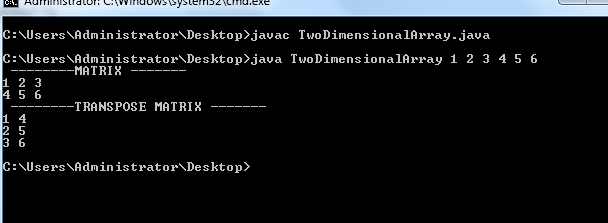 Administrator: C:\Windows\system32\cmd.exe
C:\Users\Administrator\Desktop>javac TwoDimensionalArray.java
C:\Users\Administrator\Desktop>java TwoDimensionalArray 1 2 3 4 5 6
--------MATRIX -------
1 2 3
4 5 6
--------TRANSPOSE MATRIX -------
1 4
2 5
3 6
C:\Users\Administrator\Desktop>